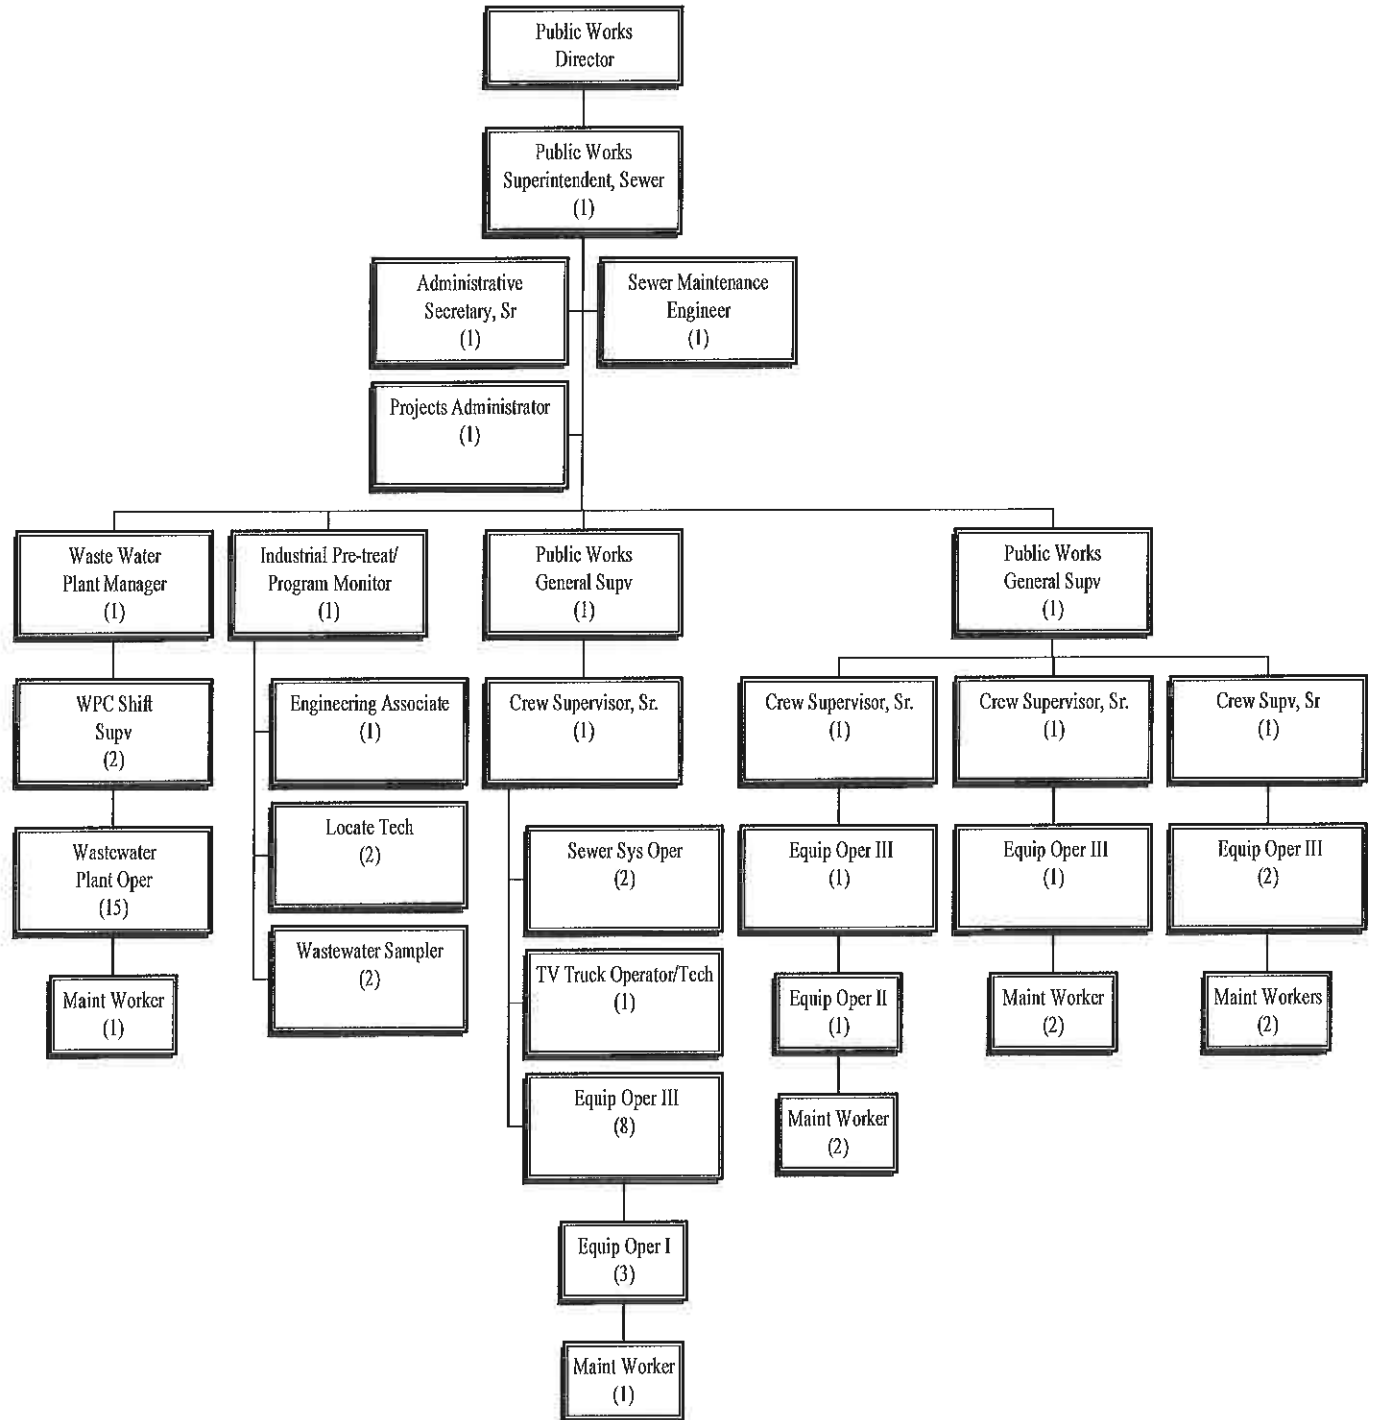 Public Works
Director
Public Works
Superintendent, Sewer
(1)
Administrative
Secretary, Sr
(1)
Sewer Maintenance
Engineer
(1)
Projects Administrator
(1)
Waste Water
Plant Manager
(1)
Industrial Pre-treat/
Program Monitor
(1)
Public Works
General Supv
(1)
Public Works
General Supv
(1)
WPC Shift
Supv
(2)
Engineering Associate
(1)
Crew Supervisor, Sr.
(1)
Crew Supervisor, Sr.
(1)
Crew Supervisor, Sr.
(1)
Crew Supv, Sr
(1)
Wastewater
Plant Oper
(15)
Locate Tech
(2)
Sewer Sys Oper
(2)
Equip Oper III
(1)
Equip Oper III
(1)
Equip Oper III
(2)
Maint Worker
(1)
Wastewater Sampler
(2)
TV Truck Operator/Tech
(1)
Equip Oper II
(1)
Maint Worker
(2)
Maint Workers
(2)
Equip Oper III
(8)
Maint Worker
(2)
Equip Oper I
(3)
Maint Worker
(1)